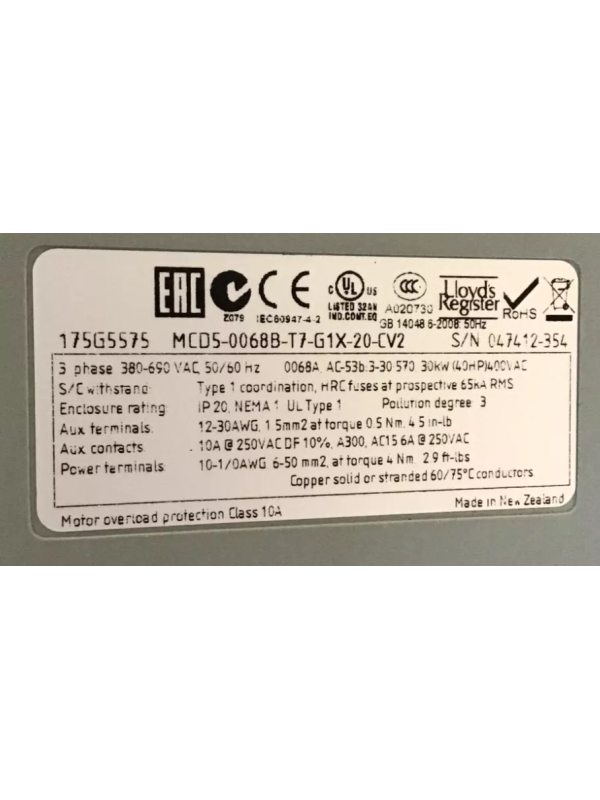 EAC
CE
c UL us
CCC
Lloyd's
Register
RoHS
N279
IEC60947-4-2
LISTED 32AN
IND.CONT.EQ
A020730
GB 14048 6-2008: 50Hz
175G5575 MCD5-0068B-T7-G1X-20-CV2 S/N 047412-354
3 phase 380-690 VAC, 50/60 Hz 0068A AC-53b:3-30:570 30kW (40HP)400VAC
S/C withstand: Type 1 coordination, HRC fuses at prospective 65kA RMS
Enclosure rating: IP 20, NEMA 1 UL Type 1 Pollution degree: 3
Aux terminals: 12-30AWG, 1.5mm2 at torque 0.5 Nm. 4.5 in-lb
Aux contacts: 10A @ 250VAC DF 10%, A300, AC15 6A @ 250VAC
Power terminals: 10-1/0AWG 6-50 mm2, at torque 4 Nm. 2.9 ft-lbs
Copper solid or stranded 60/75°C conductors
Motor overload protection Class 10A
Made in New Zealand